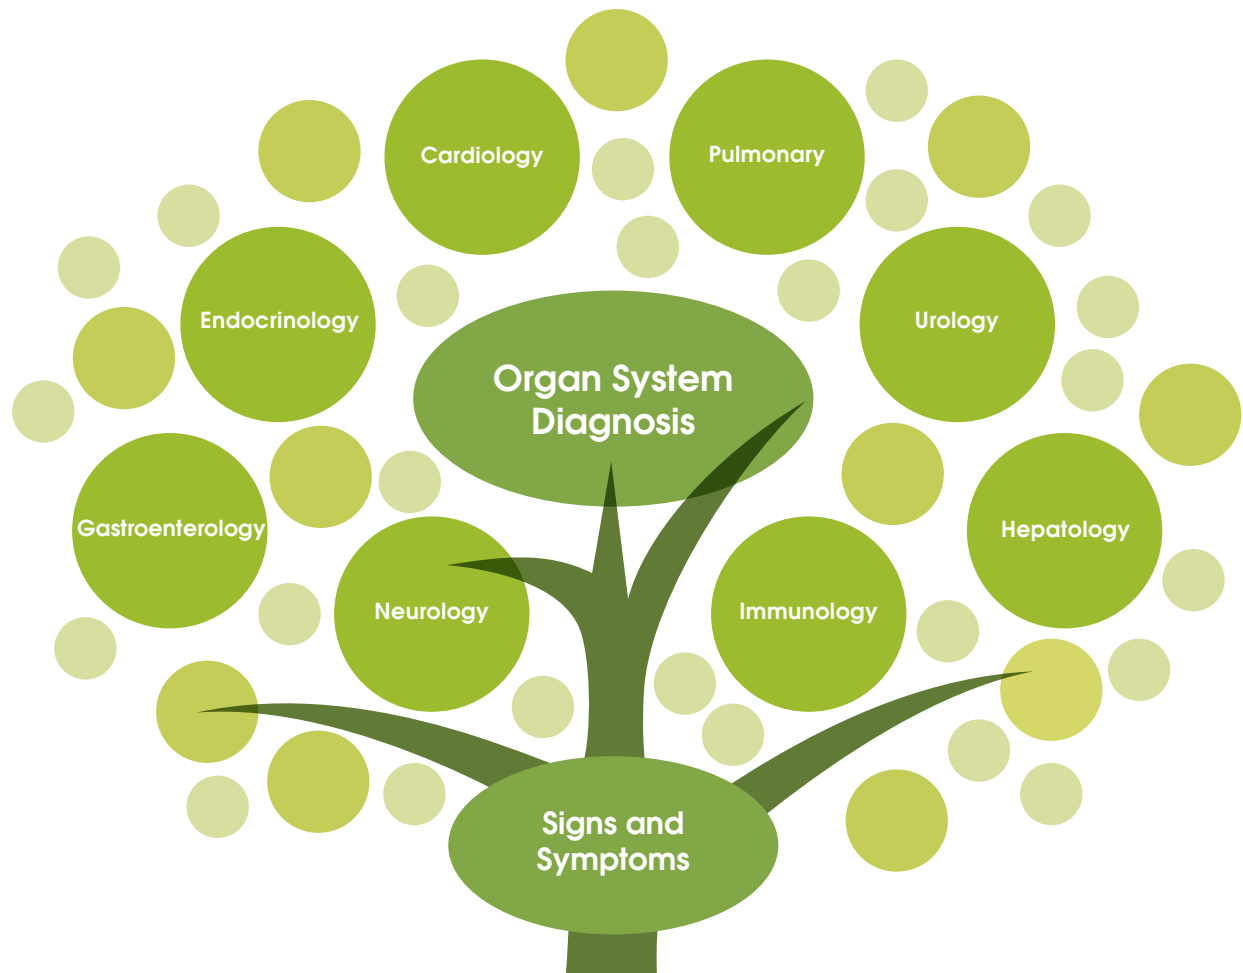 Cardiology
Pulmonary
Endocrinology
Urology
Organ System
Diagnosis
Gastroenterology
Hepatology
Neurology
Immunology
Signs and
Symptoms